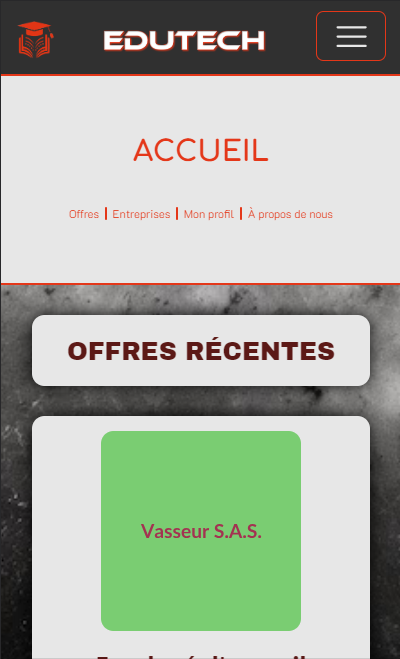 EDUTECH
ACCUEIL
Offres | Entreprises | Mon profil | À propos de nous
OFFRES RÉCENTES
Vasseur S.A.S.